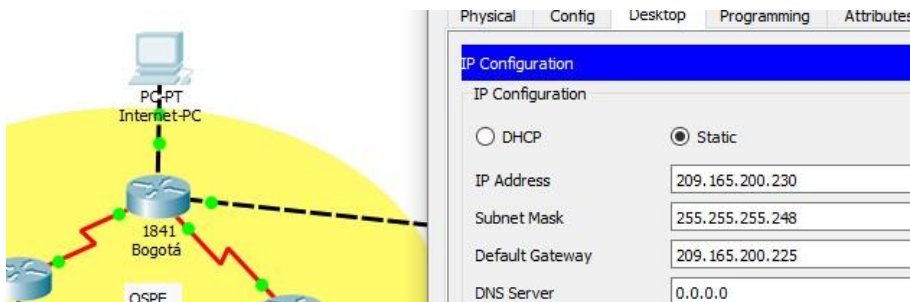 Physical Config Desktop Programming Attributes
IP Configuration
IP Configuration
DHCP Static
IP Address 209.165.200.230
Subnet Mask 255.255.255.248
Default Gateway 209.165.200.225
DNS Server 0.0.0.0
PC-PT
Internet-PC
1841
Bogotá
OSPF